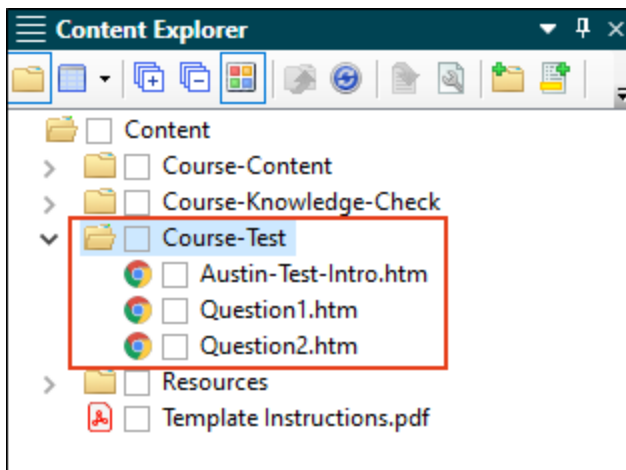 Content Explorer
Content
Course-Content
Course-Knowledge-Check
Course-Test
Austin-Test-Intro.htm
Question1.htm
Question2.htm
Resources
Template Instructions.pdf